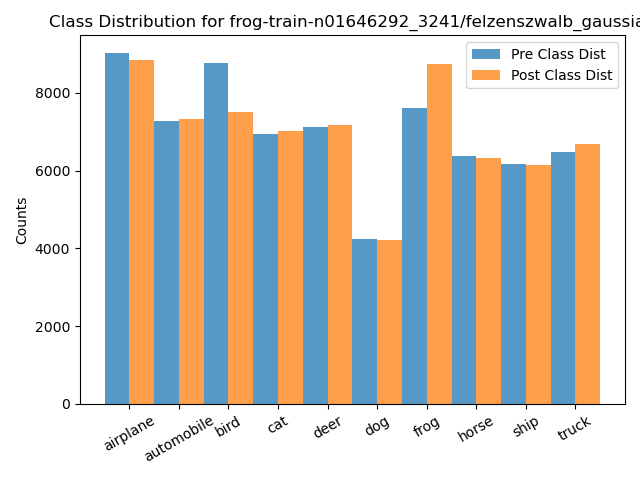 Class Distribution for frog-train-n01646292_3241/felzenszwalb_gaussia
Pre Class Dist
Post Class Dist
Counts
8000
6000
4000
2000
0
airplane
automobile
bird
cat
deer
dog
frog
horse
ship
truck